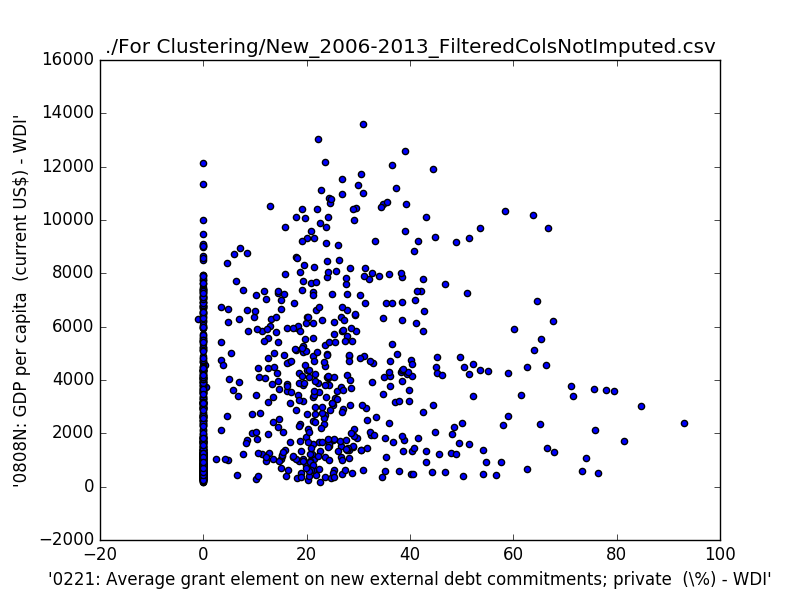 ./For Clustering/New_2006-2013_FilteredColsNotImputed.csv
16000
14000
12000
10000
8000
6000
4000
2000
0
−2000
'0808N: GDP per capita  (current US$) - WDI'
−20 0 20 40 60 80 100
'0221: Average grant element on new external debt commitments; private  (\%) - WDI'